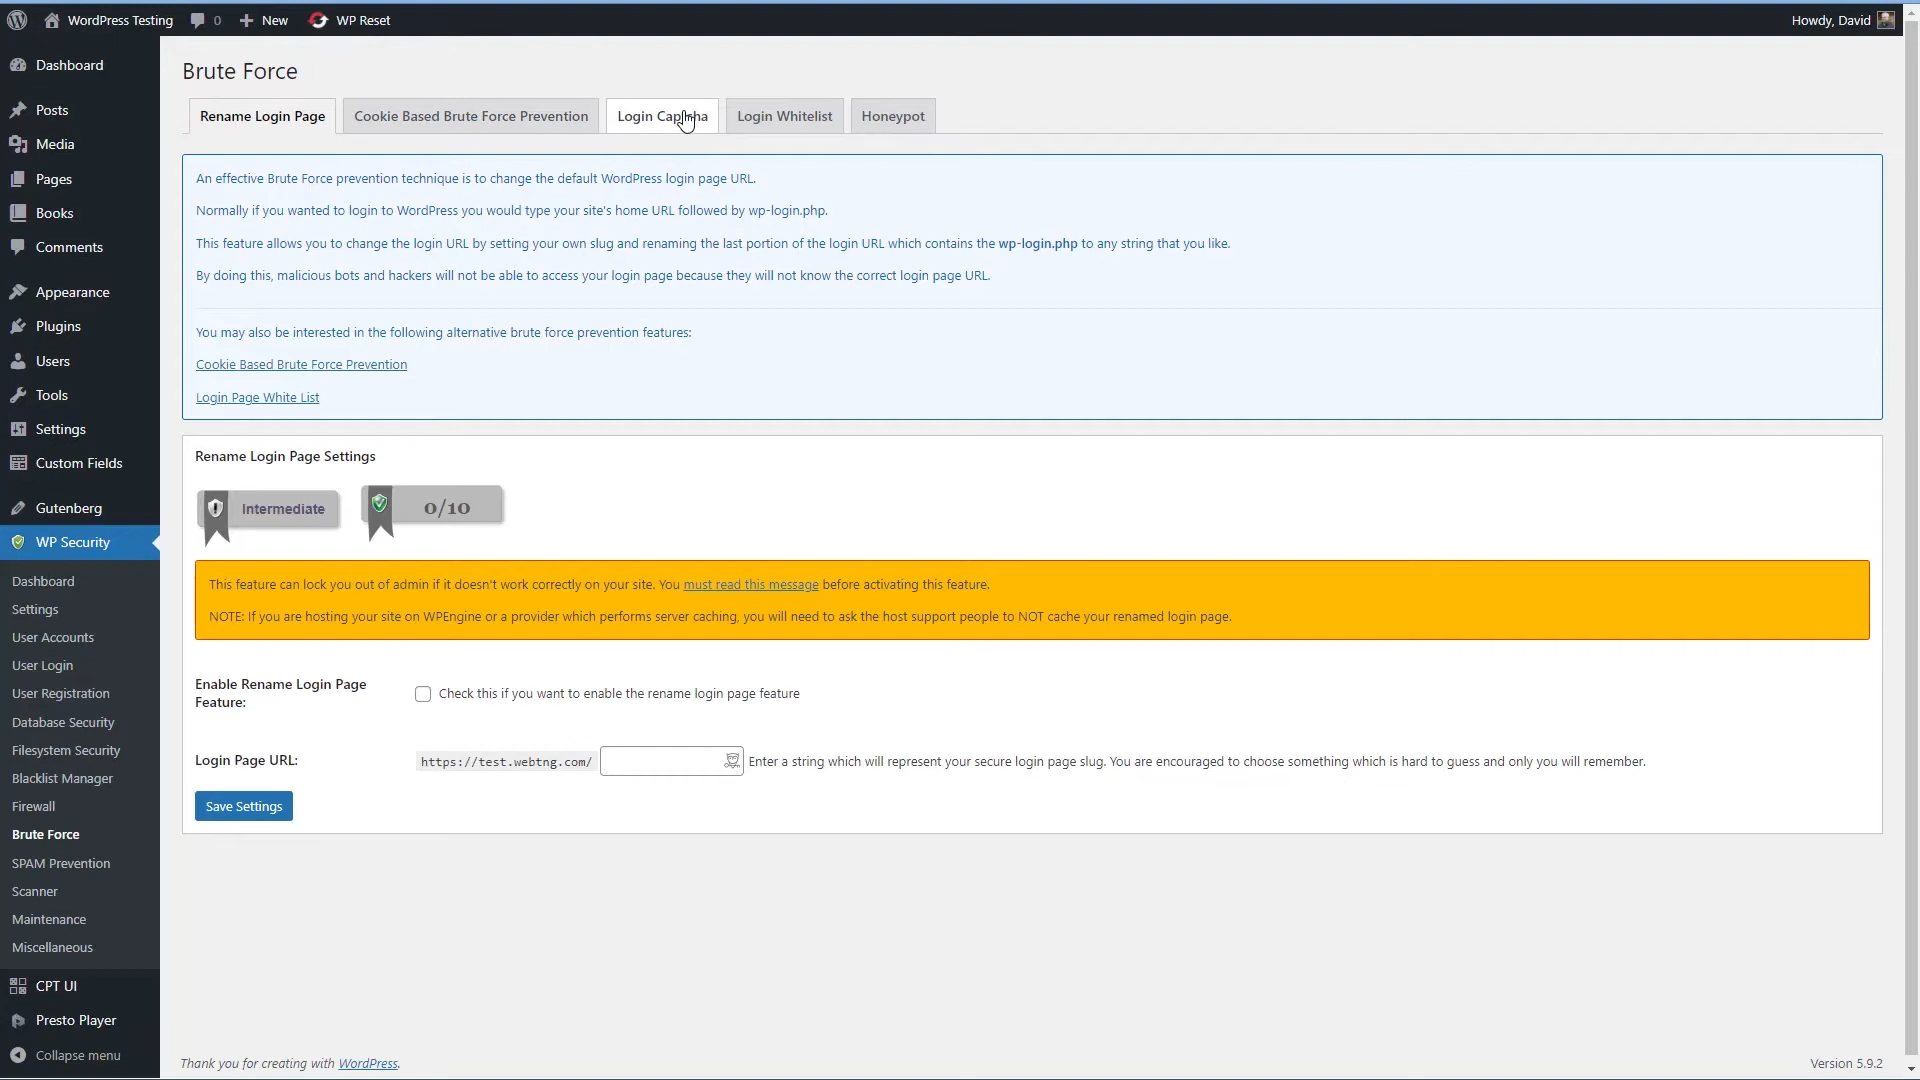 WordPress Testing
0
New
WP Reset
Howdy, David
Dashboard
Posts
Media
Pages
Books
Comments
Appearance
Plugins
Users
Tools
Settings
Custom Fields
Gutenberg
WP Security
Dashboard
Settings
User Accounts
User Login
User Registration
Database Security
Filesystem Security
Blacklist Manager
Firewall
Brute Force
SPAM Prevention
Scanner
Maintenance
Miscellaneous
CPT UI
Presto Player
Collapse menu
Brute Force
Rename Login Page
Cookie Based Brute Force Prevention
Login Captcha
Login Whitelist
Honeypot
An effective Brute Force prevention technique is to change the default WordPress login page URL.
Normally if you wanted to login to WordPress you would type your site's home URL followed by wp-login.php.
This feature allows you to change the login URL by setting your own slug and renaming the last portion of the login URL which contains the wp-login.php to any string that you like.
By doing this, malicious bots and hackers will not be able to access your login page because they will not know the correct login page URL.
You may also be interested in the following alternative brute force prevention features:
Cookie Based Brute Force Prevention
Login Page White List
Rename Login Page Settings
Intermediate
0/10
This feature can lock you out of admin if it doesn't work correctly on your site. You must read this message before activating this feature.
NOTE: If you are hosting your site on WPEngine or a provider which performs server caching, you will need to ask the host support people to NOT cache your renamed login page.
Enable Rename Login Page
Feature:
Check this if you want to enable the rename login page feature
Login Page URL:
https://test.webtng.com/
Enter a string which will represent your secure login page slug. You are encouraged to choose something which is hard to guess and only you will remember.
Save Settings
Thank you for creating with WordPress.
Version 5.9.2